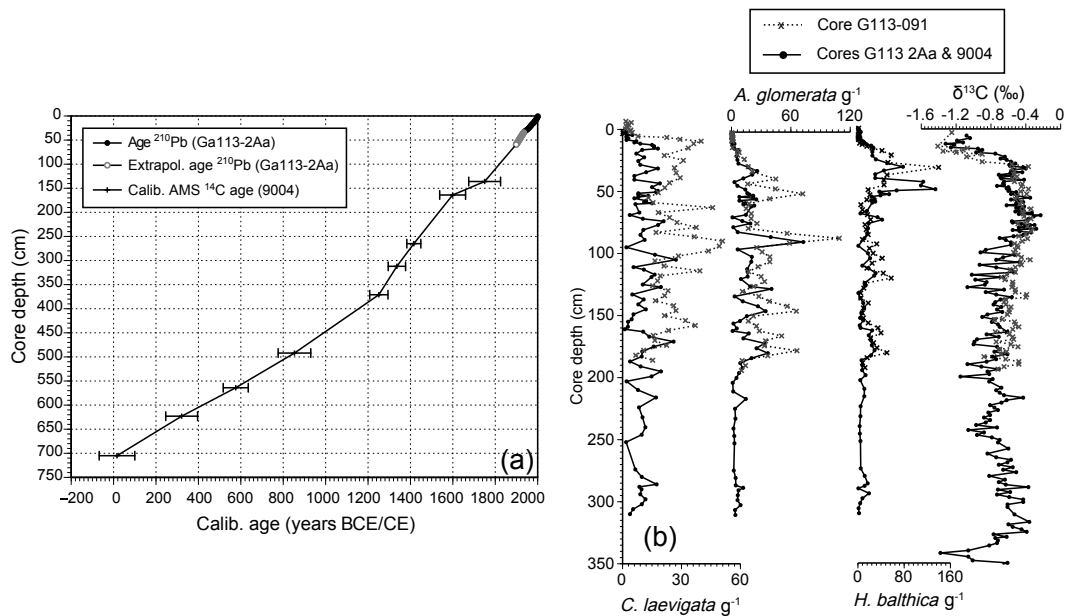 Core G113-091
Cores G113 2Aa & 9004
A. glomerata g⁻¹
δ¹³C (‰)
0 60 120
−1.6 −1.2 −0.8 −0.4 0
0
50
100
150
200
250
300
350
Core depth (cm)
(b)
0 30 60
0 80 160
C. laevigata g⁻¹
H. balthica g⁻¹
0
50
100
150
200
250
300
350
400
450
500
550
600
650
700
750
Core depth (cm)
Age ²¹⁰Pb (Ga113-2Aa)
Extrapol. age ²¹⁰Pb (Ga113-2Aa)
Calib. AMS ¹⁴C age (9004)
(a)
−200 0 200 400 600 800 1000 1200 1400 1600 1800 2000
Calib. age (years BCE/CE)